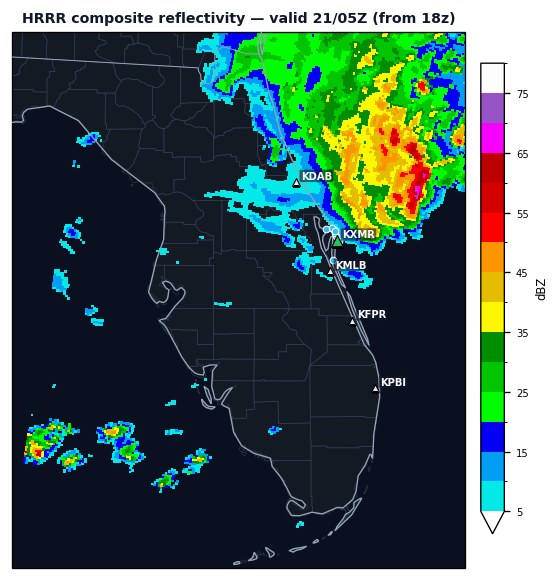 HRRR composite reflectivity — valid 21/05Z (from 18z)
KDAB
KXMR
KMLB
KFPR
KPBI
75
65
55
45
35
25
15
5
dBZ